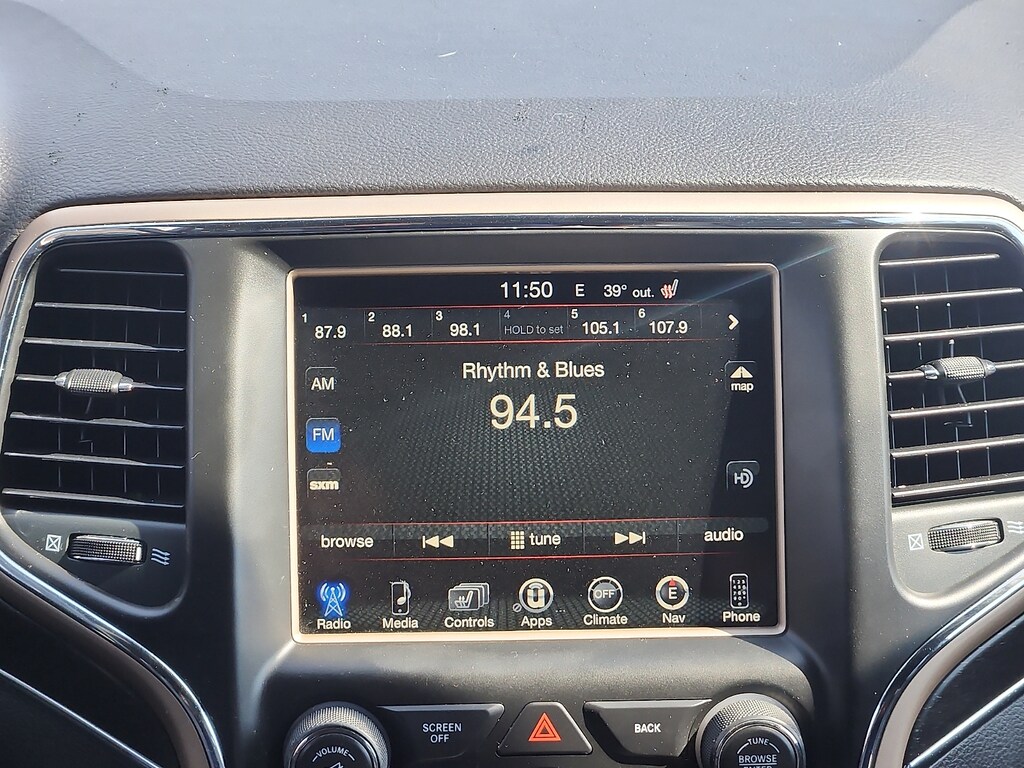 11:50 E 39° out.
1 87.9 2 88.1 3 98.1 4 HOLD to set 5 105.1 6 107.9
Rhythm & Blues
94.5
AM
map
FM
sxm
HD
browse tune audio
OFF E
Radio Media Controls Apps Climate Nav Phone
SCREEN
OFF
BACK
VOLUME
TUNE
BROWSE